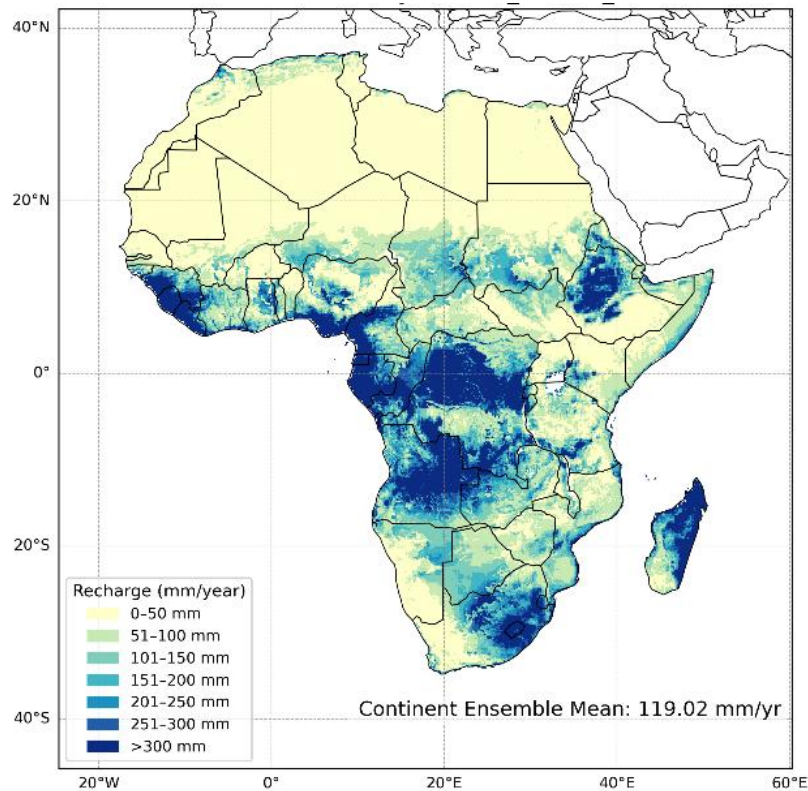 40°N
20°N
0°
20°S
40°S
Recharge (mm/year)
0–50 mm
51–100 mm
101–150 mm
151–200 mm
201–250 mm
251–300 mm
>300 mm
Continent Ensemble Mean: 119.02 mm/yr
20°W
0°
20°E
40°E
60°E